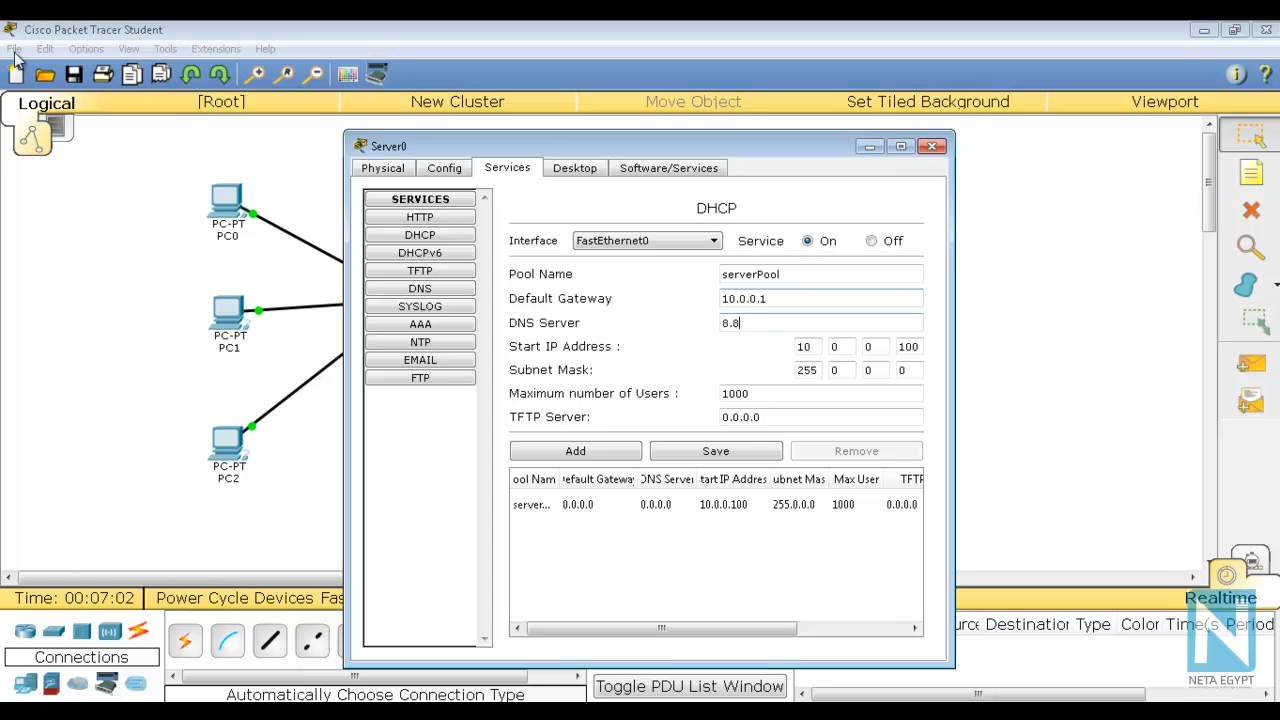 Cisco Packet Tracer Student
File Edit Options View Tools Extensions Help
Logical [Root] New Cluster Move Object Set Tiled Background Viewport
PC-PT
PC0
PC-PT
PC1
PC-PT
PC2
Server0
Physical Config Services Desktop Software/Services
SERVICES
HTTP
DHCP
DHCPv6
TFTP
DNS
SYSLOG
AAA
NTP
EMAIL
FTP
DHCP
Interface FastEthernet0 Service On Off
Pool Name serverPool
Default Gateway 10.0.0.1
DNS Server 8.8
Start IP Address : 10 0 0 100
Subnet Mask: 255 0 0 0
Maximum number of Users : 1000
TFTP Server: 0.0.0.0
Add Save Remove
ool Nam efault Gateway DNS Server tart IP Addres ubnet Mas Max User TFTP
server... 0.0.0.0 0.0.0.0 10.0.0.100 255.0.0.0 1000 0.0.0.0
Time: 00:07:02 Power Cycle Devices Fas Realtime
Connections
Automatically Choose Connection Type
Toggle PDU List Window
ource Destination Type Color Time(s Period
N
NETA EGYPT